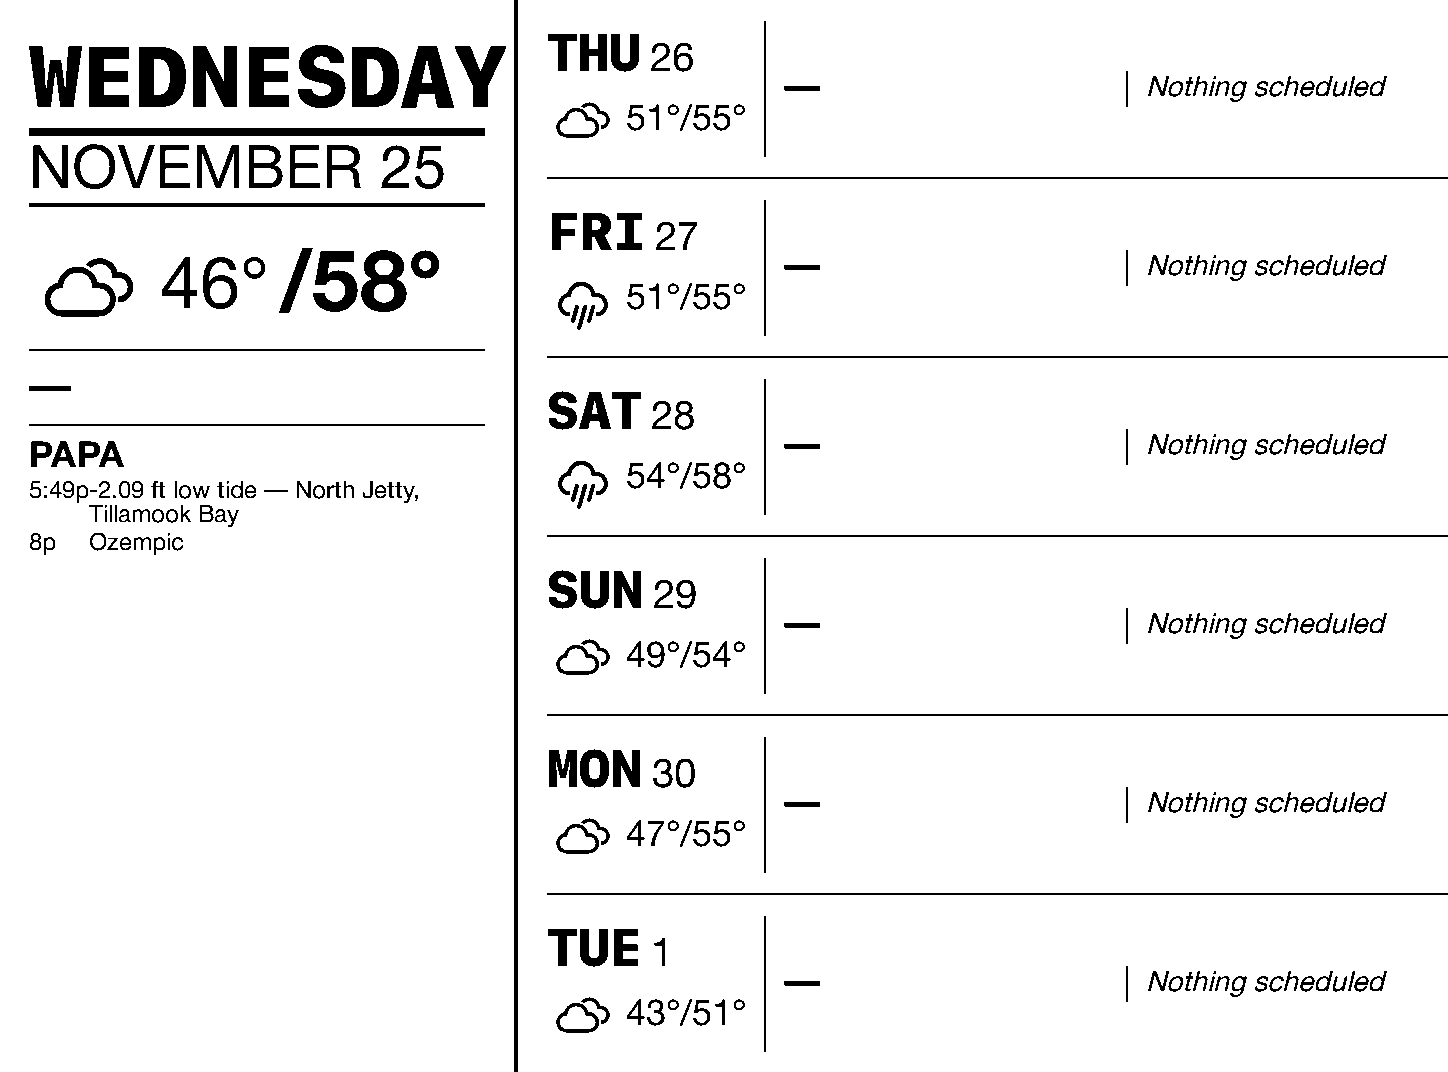 WEDNESDAY
NOVEMBER 25
46°/58°
—
PAPA
5:49p-2.09 ft low tide — North Jetty,
Tillamook Bay
8p Ozempic
THU 26
51°/55°
—
Nothing scheduled
FRI 27
51°/55°
—
Nothing scheduled
SAT 28
54°/58°
—
Nothing scheduled
SUN 29
49°/54°
—
Nothing scheduled
MON 30
47°/55°
—
Nothing scheduled
TUE 1
43°/51°
—
Nothing scheduled